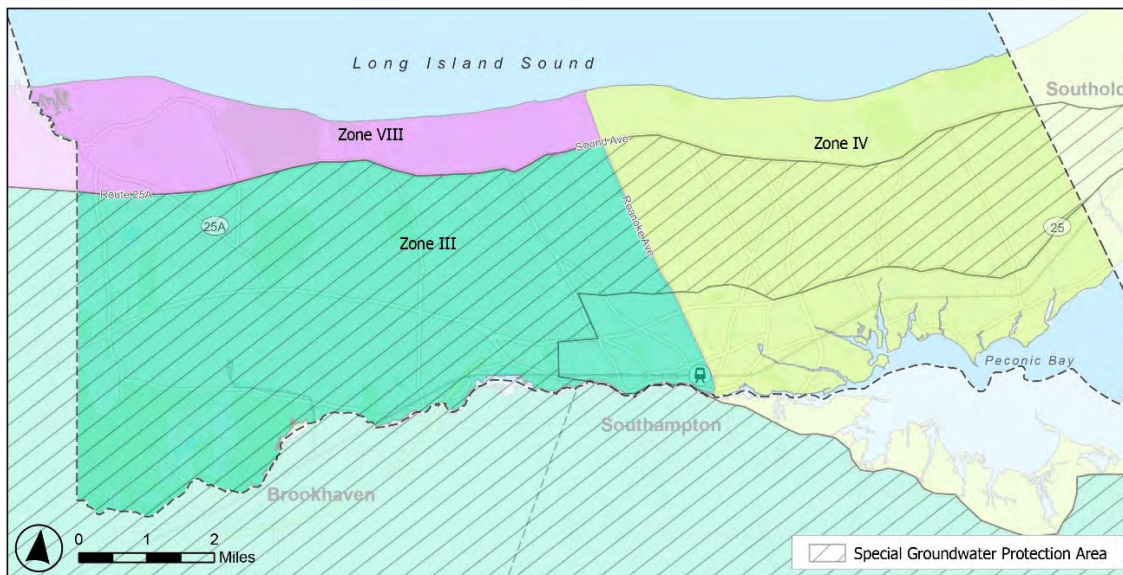 Long Island Sound
Southold
Zone VIII
Zone IV
Sound Ave
Route 25A
Roanoke Ave
25A
25
Zone III
Peconic Bay
Southampton
Brookhaven
0 1 2
Miles
Special Groundwater Protection Area